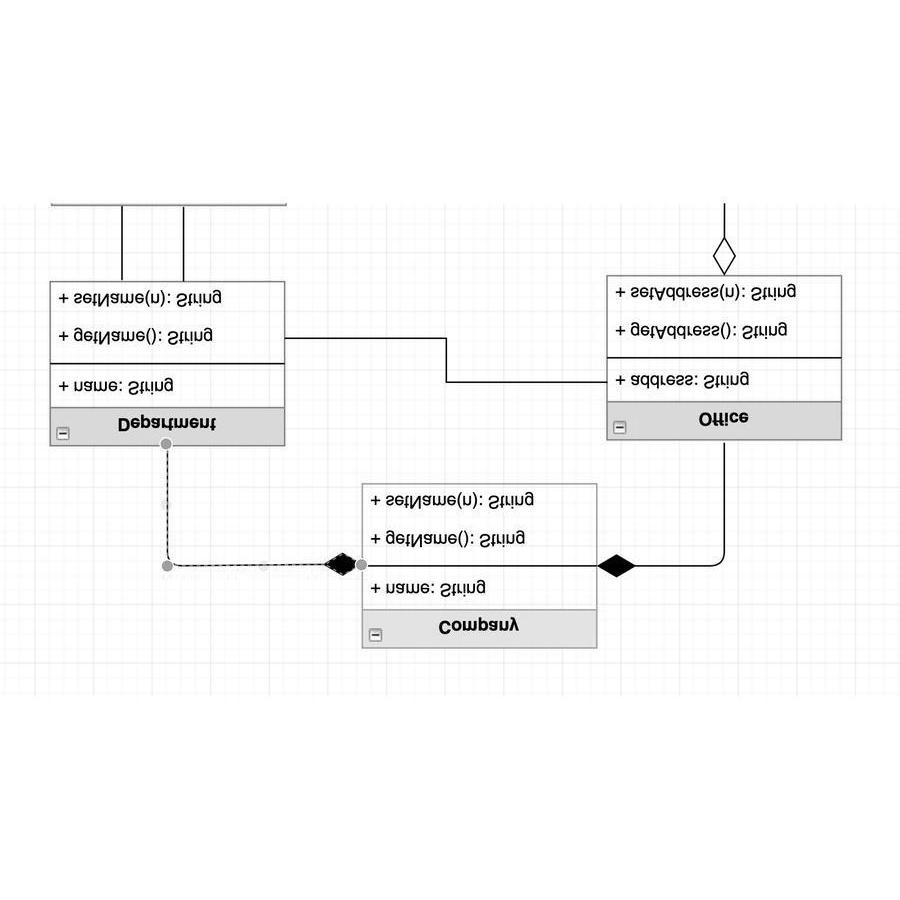 Company
+ name: String
+ getName(): String
+ setName(n): String
Department
+ name: String
+ getName(): String
+ setName(n): String
Office
+ address: String
+ getAddress(): String
+ setAddress(n): String